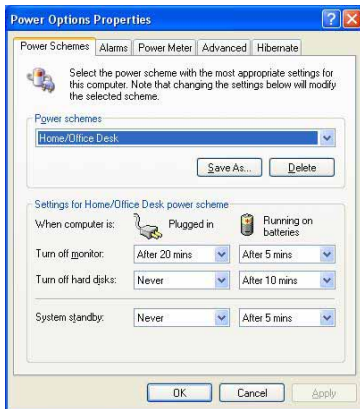 Power Options Properties
Power Schemes Alarms Power Meter Advanced Hibernate
Select the power scheme with the most appropriate settings for
this computer. Note that changing the settings below will modify
the selected scheme.
Power schemes
Home/Office Desk
Save As... Delete
Settings for Home/Office Desk power scheme
When computer is: Plugged in Running on
batteries
Turn off monitor: After 20 mins After 5 mins
Turn off hard disks: Never After 10 mins
System standby: Never After 5 mins
OK Cancel Apply